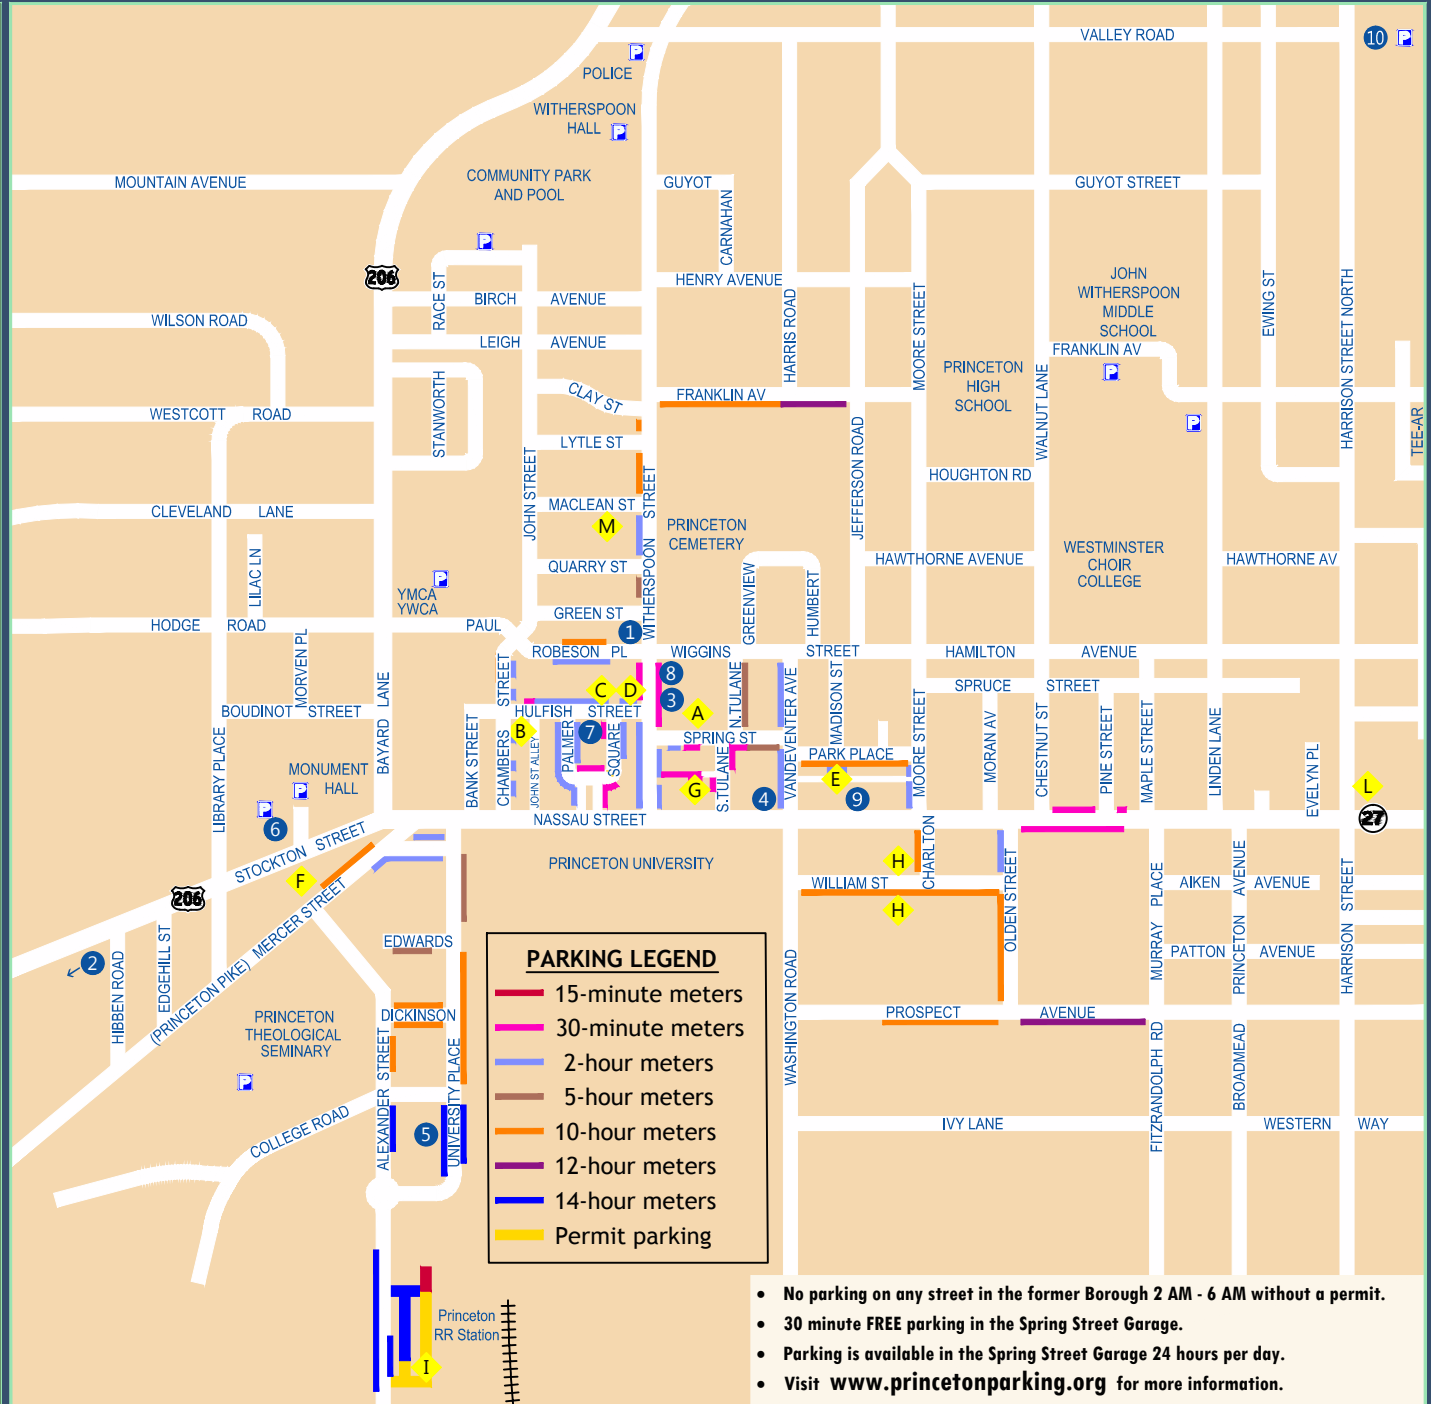 VALLEY ROAD
10
P
P
POLICE
WITHERSPOON
HALL
P
MOUNTAIN AVENUE
COMMUNITY PARK
AND POOL
GUYOT
GUYOT STREET
CARNAHAN
P
206
HENRY AVENUE
JOHN
WITHERSPOON
MIDDLE
SCHOOL
EWING ST
HARRISON STREET NORTH
RACE ST
BIRCH AVENUE
WILSON ROAD
HARRIS ROAD
MOORE STREET
LEIGH AVENUE
FRANKLIN AV
P
PRINCETON
HIGH
SCHOOL
WALNUT LANE
STANWORTH
CLAY ST
FRANKLIN AV
WESTCOTT ROAD
P
TEE-AR
LYTLE ST
JEFFERSON ROAD
JOHN STREET
HOUGHTON RD
WITHERSPOON STREET
MACLEAN ST
CLEVELAND LANE
M
PRINCETON
CEMETERY
LILAC LN
WESTMINSTER
CHOIR
COLLEGE
HAWTHORNE AVENUE
HAWTHORNE AV
QUARRY ST
GREENVIEW
HUMBERT
P
YMCA
YWCA
GREEN ST
HODGE ROAD
PAUL
1
ROBESON PL
WIGGINS STREET
HAMILTON AVENUE
MORVEN PL
BAYARD LANE
CHAMBERS STREET
8
C
D
3
N.TULANE
VANDEVENTER AVE
MADISON ST
SPRUCE STREET
BOUDINOT STREET
HULFISH STREET
A
B
7
SPRING ST
LIBRARY PLACE
BANK STREET
JOHN ST ALLEY
PALMER SQUARE
S.TULANE
PARK PLACE
MOORE STREET
MORAN AV
CHESTNUT ST
PINE STREET
MAPLE STREET
LINDEN LANE
EVELYN PL
MONUMENT
HALL
P
P
6
G
4
E
9
L
27
NASSAU STREET
STOCKTON STREET
PRINCETON UNIVERSITY
F
H
CHARLTON
WILLIAM ST
H
206
(PRINCETON PIKE) MERCER STREET
OLDEN STREET
MURRAY PLACE
AIKEN AVENUE
PRINCETON AVENUE
HARRISON STREET
EDWARDS
PATTON AVENUE
2
HIBBEN ROAD
EDGEHILL ST
WASHINGTON ROAD
PRINCETON
THEOLOGICAL
SEMINARY
DICKINSON
PROSPECT AVENUE
P
ALEXANDER STREET
UNIVERSITY PLACE
FITZRANDOLPH RD
BROADMEAD
COLLEGE ROAD
5
IVY LANE
WESTERN WAY
PARKING LEGEND
15-minute meters
30-minute meters
2-hour meters
5-hour meters
10-hour meters
12-hour meters
14-hour meters
Permit parking
Princeton
RR Station
I
• No parking on any street in the former Borough 2 AM - 6 AM without a permit.
• 30 minute FREE parking in the Spring Street Garage.
• Parking is available in the Spring Street Garage 24 hours per day.
• Visit www.princetonparking.org for more information.